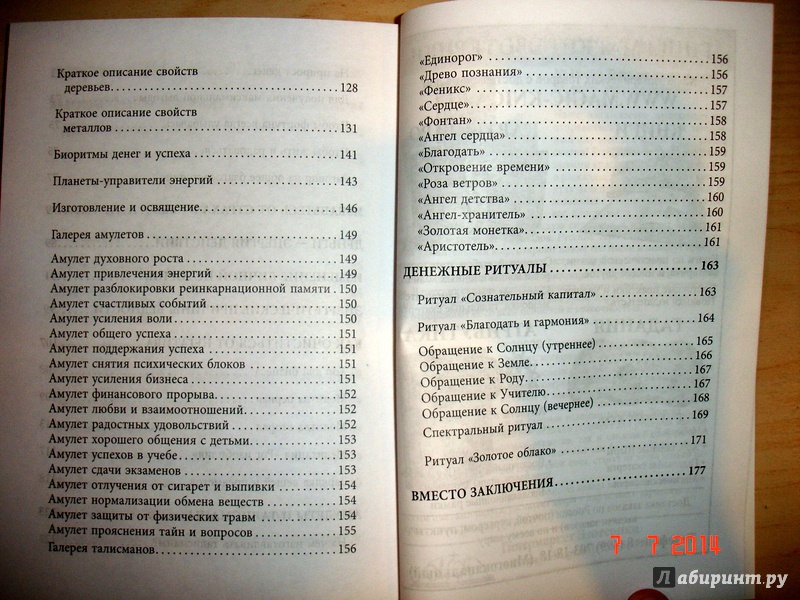 Краткое описание свойств
деревьев. 128
Краткое описание свойств
металлов 131
Биоритмы денег и успеха 141
Планеты-управители энергий 143
Изготовление и освящение. 146
Галерея амулетов 149
Амулет духовного роста 149
Амулет привлечения энергий 149
Амулет разблокировки реинкарнационной памяти 150
Амулет счастливых событий 150
Амулет усиления воли 150
Амулет общего успеха 151
Амулет поддержания успеха 151
Амулет снятия психических блоков 151
Амулет усиления бизнеса 151
Амулет финансового прорыва. 152
Амулет любви и взаимоотношений. 152
Амулет радостных удовольствий 152
Амулет хорошего общения с детьми. 153
Амулет успехов в учебе 153
Амулет сдачи экзаменов 153
Амулет отлучения от сигарет и выпивки 154
Амулет нормализации обмена веществ 154
Амулет защиты от физических травм 154
Амулет прояснения тайн и вопросов 155
Галерея талисманов. 156
«Единорог» 156
«Древо познания» 156
«Феникс» 157
«Сердце» 157
«Фонтан» 158
«Ангел сердца» 158
«Благодать» 159
«Откровение времени» 159
«Роза ветров» 159
«Ангел детства» 160
«Ангел-хранитель» 160
«Золотая монетка». 161
«Аристотель». 161
ДЕНЕЖНЫЕ РИТУАЛЫ 163
Ритуал «Сознательный капитал» 163
Ритуал «Благодать и гармония» 164
Обращение к Солнцу (утреннее) 165
Обращение к Земле. 166
Обращение к Роду. 167
Обращение к Учителю. 167
Обращение к Солнцу (вечернее) 168
Спектральный ритуал 169
Ритуал «Золотое облако» 171
ВМЕСТО ЗАКЛЮЧЕНИЯ. 177
7 7 2014
Лабиринт.ру